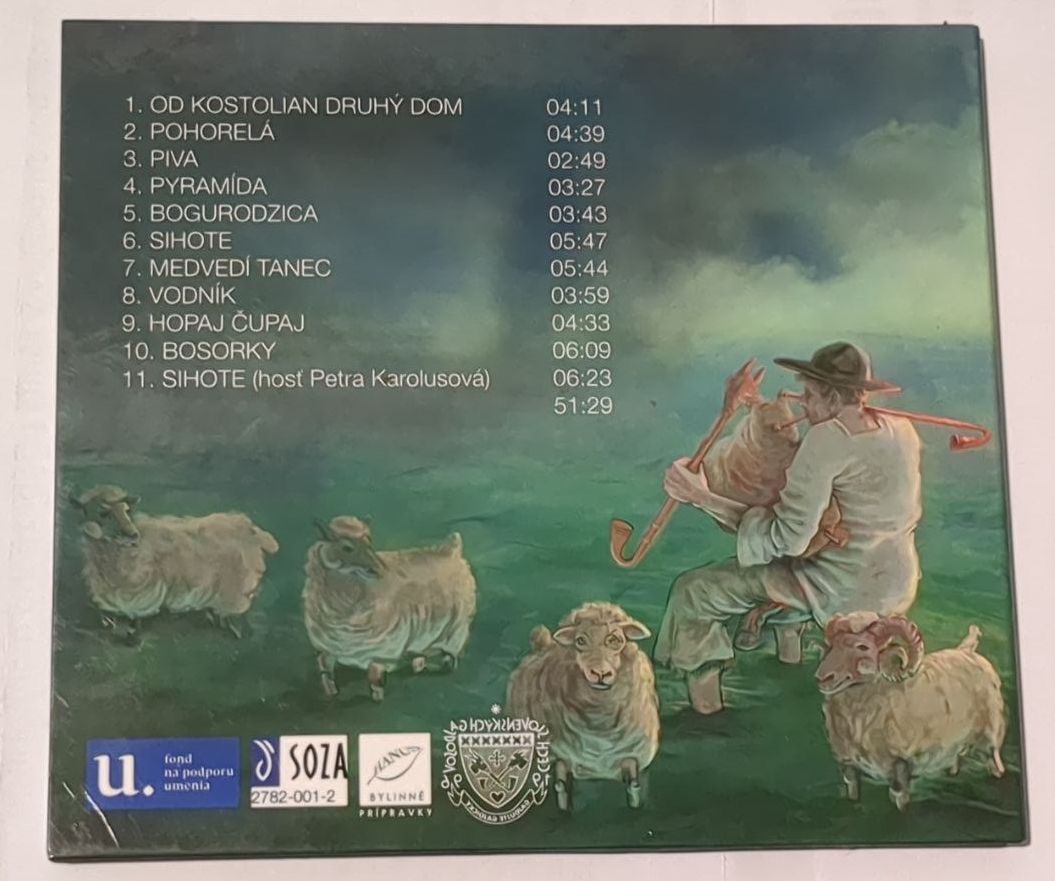 1. OD KOSTOLIAN DRUHÝ DOM 04:11
2. POHORELÁ 04:39
3. PIVA 02:49
4. PYRAMÍDA 03:27
5. BOGURODZICA 03:43
6. SIHOTE 05:47
7. MEDVEDÍ TANEC 05:44
8. VODNÍK 03:59
9. HOPAJ ČUPAJ 04:33
10. BOSORKY 06:09
11. SIHOTE (hosť Petra Karolusová) 06:23
51:29
u. fond
na podporu
umenia
SOZA
2782-001-2
HANUS
BYLINNÉ
PRÍPRAVKY